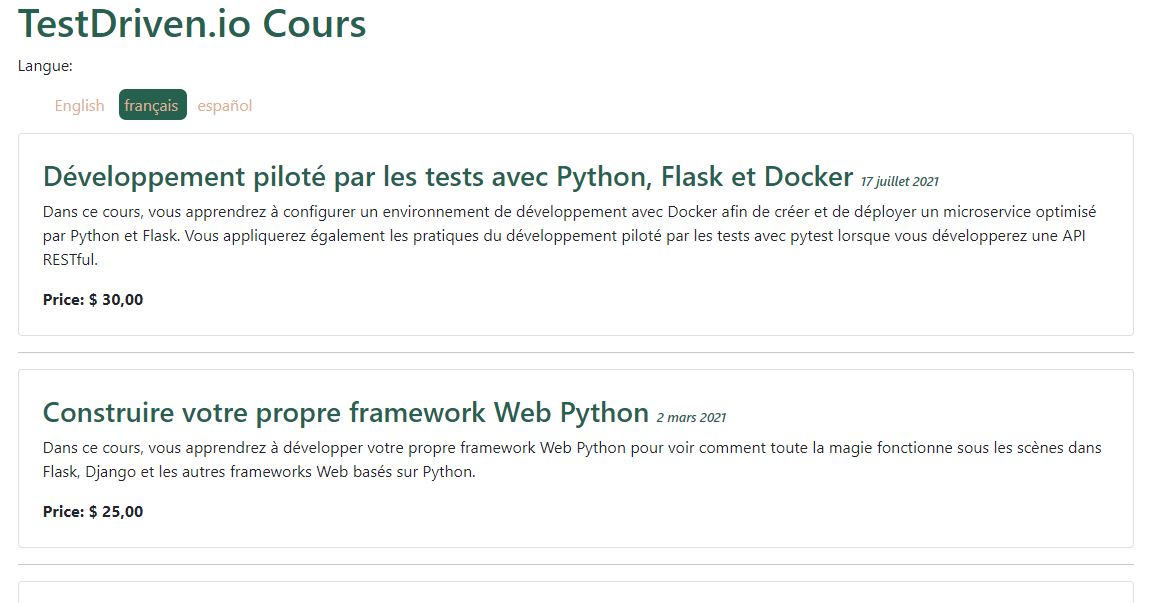 TestDriven.io Cours
Langue:
English français español
Développement piloté par les tests avec Python, Flask et Docker 17 juillet 2021
Dans ce cours, vous apprendrez à configurer un environnement de développement avec Docker afin de créer et de déployer un microservice optimisé
par Python et Flask. Vous appliquerez également les pratiques du développement piloté par les tests avec pytest lorsque vous développerez une API
RESTful.
Price: $ 30,00
Construire votre propre framework Web Python 2 mars 2021
Dans ce cours, vous apprendrez à développer votre propre framework Web Python pour voir comment toute la magie fonctionne sous les scènes dans
Flask, Django et les autres frameworks Web basés sur Python.
Price: $ 25,00